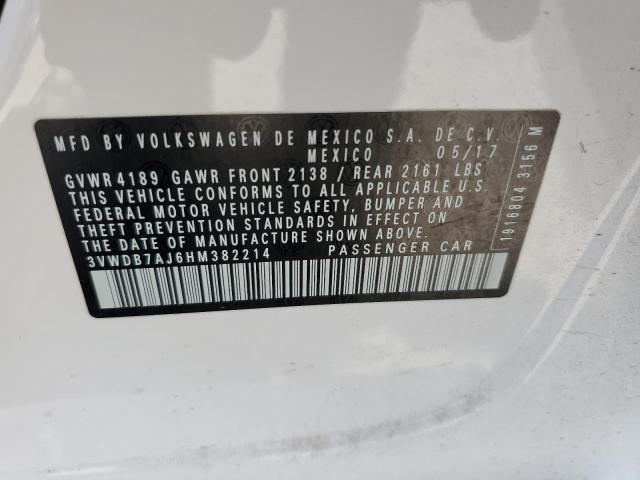 MFD BY VOLKSWAGEN DE MEXICO S.A. DE C.V.
MEXICO 05/17
GVWR4189 GAWR FRONT 2138 / REAR 2161 LBS
THIS VEHICLE CONFORMS TO ALL APPLICABLE U.S.
FEDERAL MOTOR VEHICLE SAFETY, BUMPER AND
THEFT PREVENTION STANDARDS IN EFFECT ON
THE DATE OF MANUFACTURE SHOWN ABOVE.
3VWDB7AJ6HM382214 PASSENGER CAR
1916804 3156 M